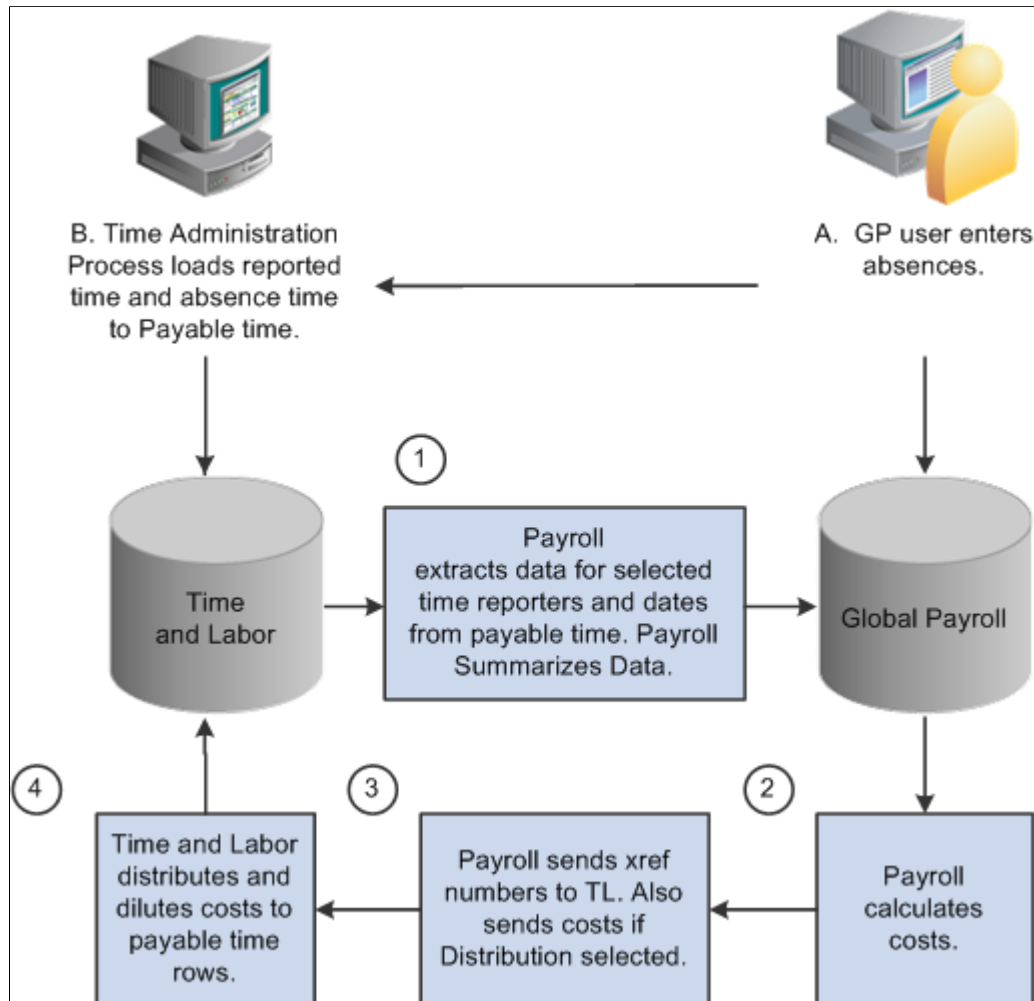 B. Time Administration
Process loads reported
time and absence time
to Payable time.
A. GP user enters
absences.
1
Payroll
extracts data for selected
time reporters and dates
from payable time. Payroll
Summarizes Data.
Time
and Labor
Global Payroll
4
3
2
Time and Labor
distributes and
dilutes costs to
payable time
rows.
Payroll sends xref
numbers to TL. Also
sends costs if
Distribution selected.
Payroll
calculates
costs.